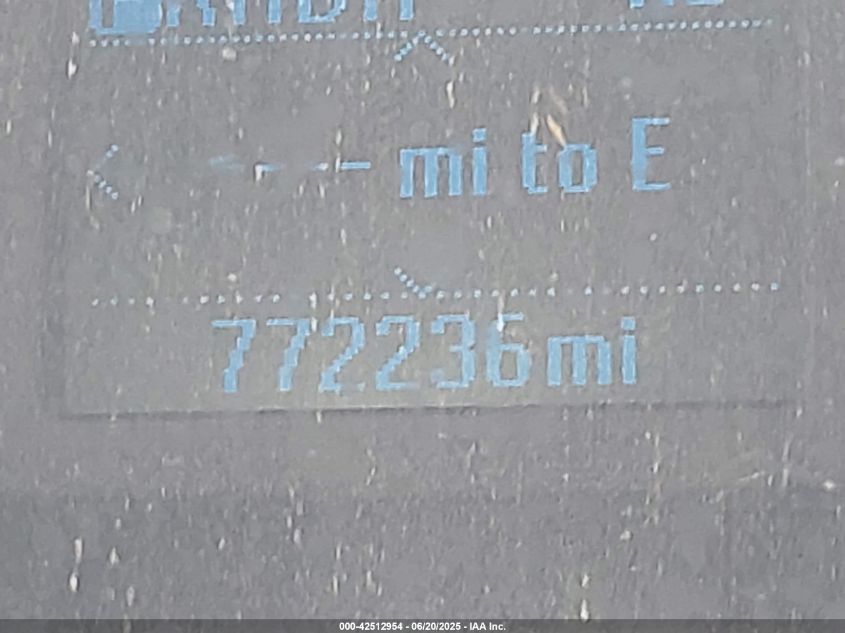 --- mi to E
772236mi
000-42512954 - 06/20/2025 - IAA Inc.